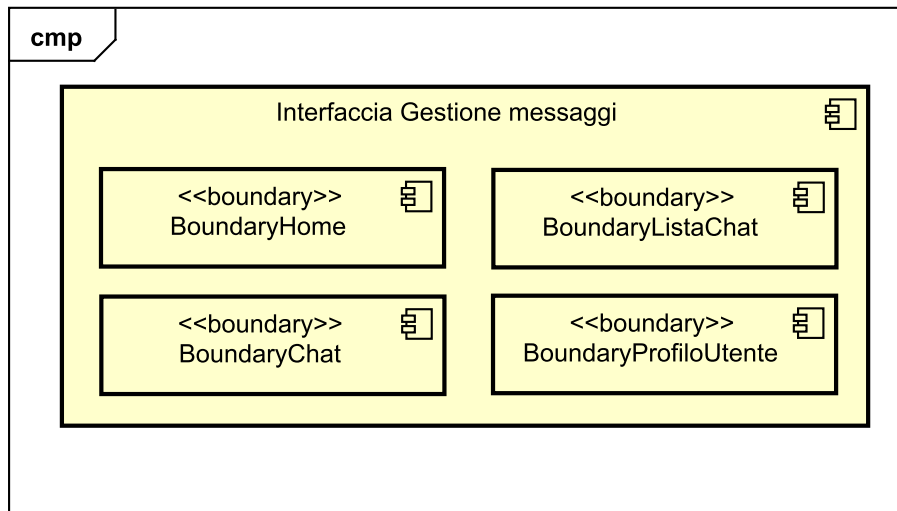 cmp
Interfaccia Gestione messaggi
<<boundary>>
BoundaryHome
<<boundary>>
BoundaryListaChat
<<boundary>>
BoundaryChat
<<boundary>>
BoundaryProfiloUtente